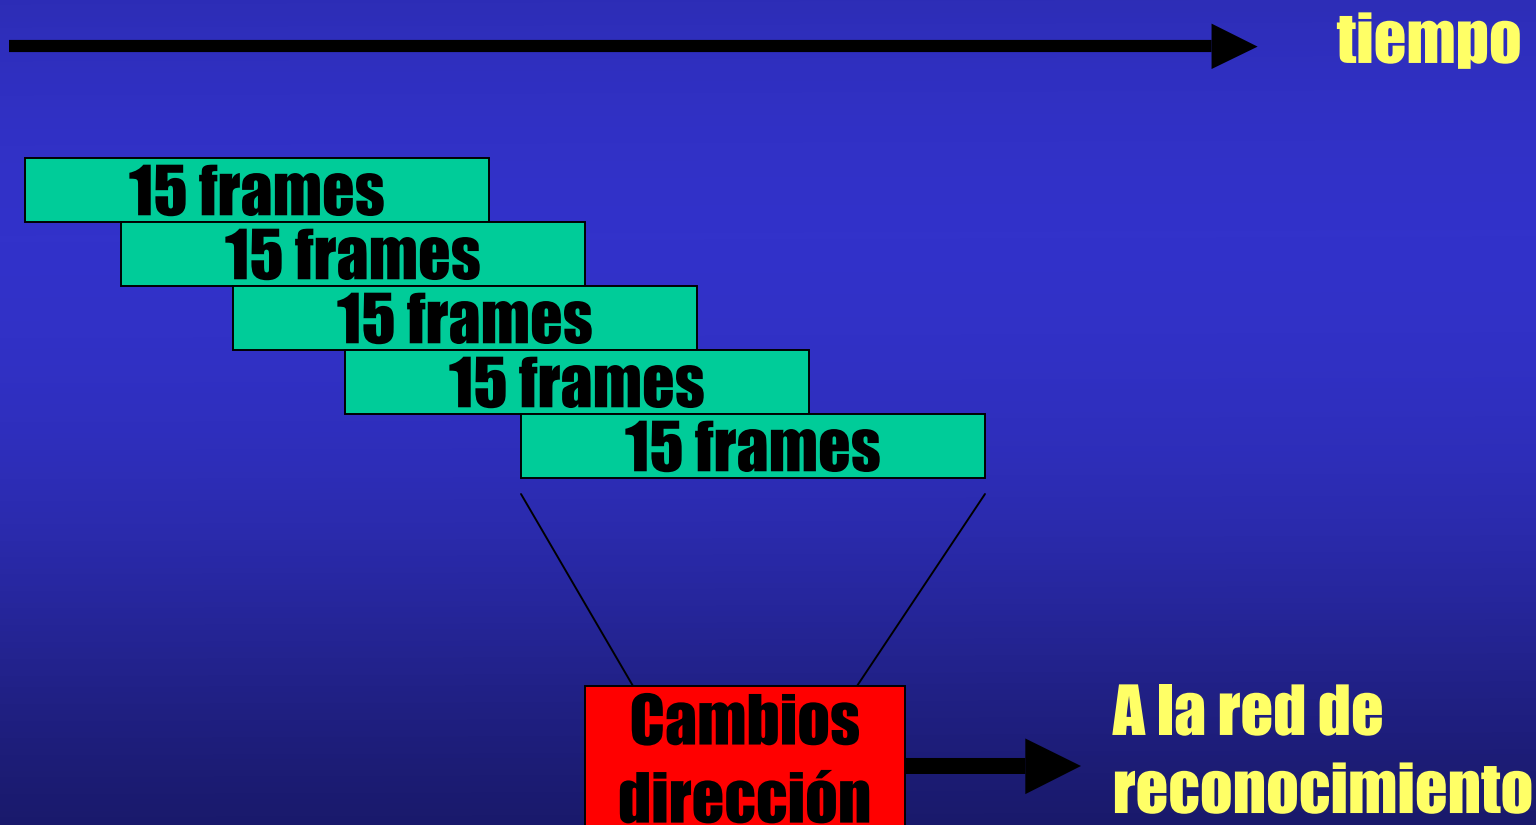 tiempo
15 frames
15 frames
15 frames
15 frames
15 frames
Cambios
dirección
A la red de
reconocimiento